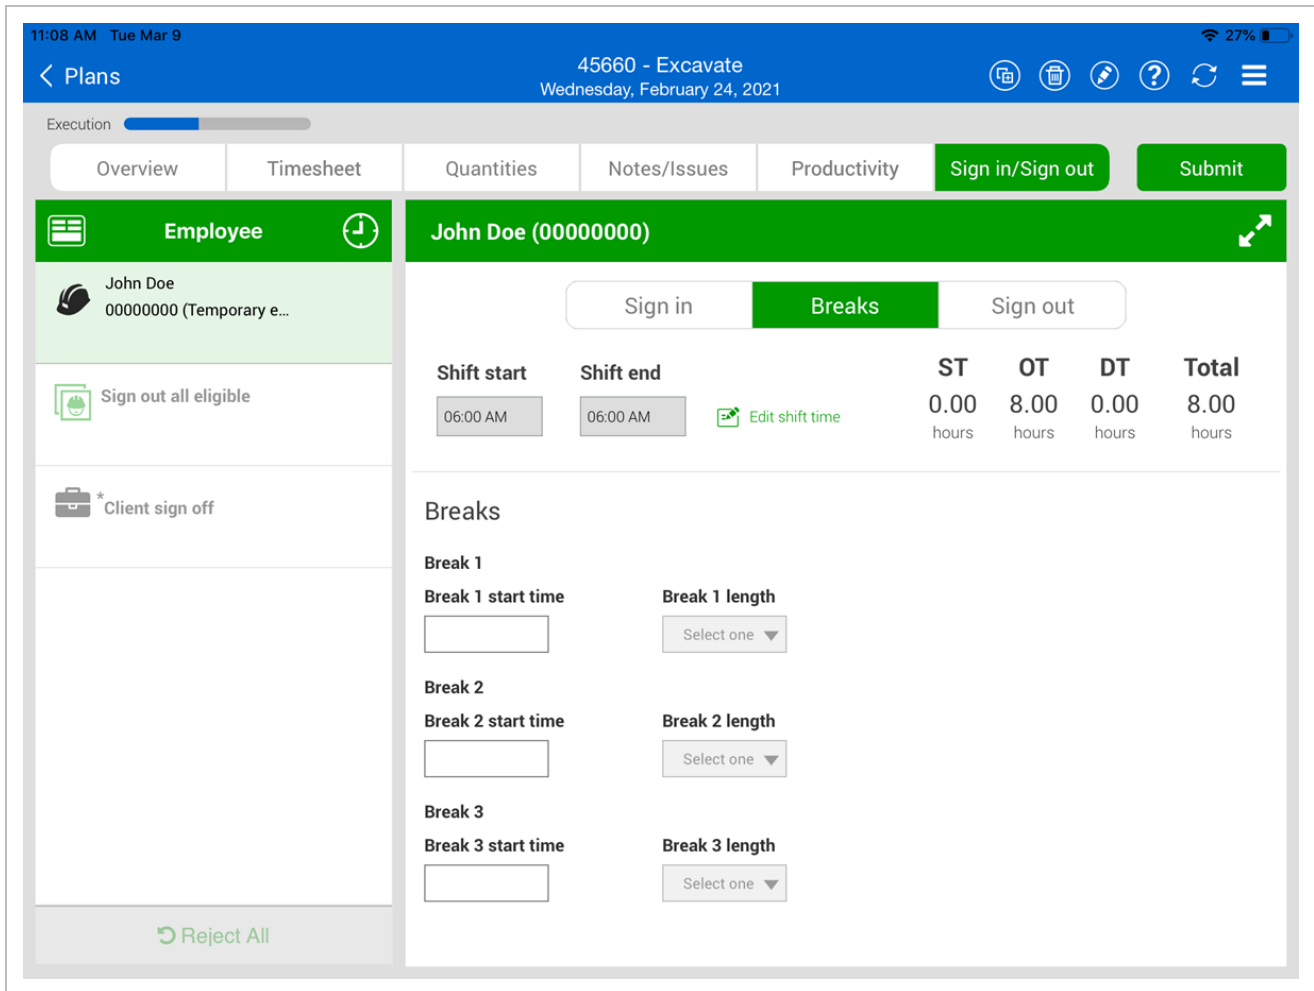 11:08 AM Tue Mar 9
27%
Plans
45660 - Excavate
Wednesday, February 24, 2021
Execution
Overview
Timesheet
Quantities
Notes/Issues
Productivity
Sign in/Sign out
Submit
Employee
John Doe (00000000)
John Doe
00000000 (Temporary e...
Sign out all eligible
*Client sign off
Reject All
Sign in
Breaks
Sign out
Shift start
Shift end
06:00 AM
06:00 AM
Edit shift time
ST OT DT Total
0.00 8.00 0.00 8.00
hours hours hours hours
Breaks
Break 1
Break 1 start time
Break 1 length
Select one
Break 2
Break 2 start time
Break 2 length
Select one
Break 3
Break 3 start time
Break 3 length
Select one